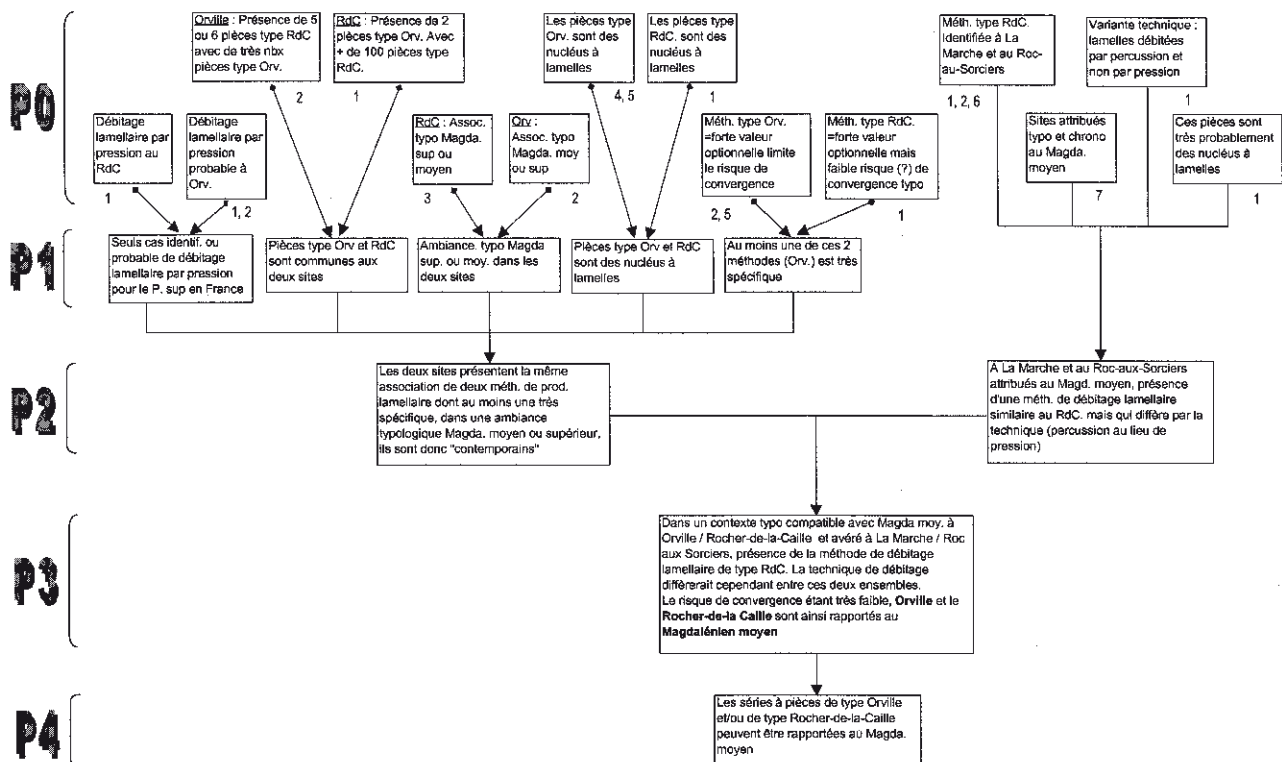 P0
Orville : Présence de 5
ou 6 pièces type RdC
avec de très nbx
pièces type Orv.
2
RdC : Présence de 2
pièces type Orv. Avec
+ de 100 pièces type
RdC.
1
Les pièces type
Orv. sont des
nucléus à
lamelles
4, 5
Les pièces type
RdC. sont des
nucléus à
lamelles
1
Méth. type RdC.
Identifiée à La
Marche et au Roc-
au-Sorciers
1, 2, 6
Variante technique :
lamelles débitées
par percussion et
non par pression
1
Débitage
lamellaire par
pression au
RdC
1
Débitage
lamellaire par
pression
probable à
Orv.
1, 2
RdC : Assoc.
typo Magda.
sup ou
moyen
3
Orv :
Assoc. typo
Magda. moy
ou sup
2
Méth. type Orv.
=forte valeur
optionnelle limite
le risque de
convergence
2, 5
Méth. type RdC.
=forte valeur
optionnelle mais
faible risque (?) de
convergence typo
1
Sites attribués
typo et chrono
au Magda.
moyen
7
Ces pièces sont
très probablement
des nucléus à
lamelles
1
P1
Seuls cas identif. ou
probable de débitage
lamellaire par pression
pour le P. sup en France
Pièces type Orv et RdC
sont communes aux
deux sites
Ambiance. typo Magda
sup. ou moy. dans les
deux sites
Pièces type Orv et RdC
sont des nucléus à
lamelles
Au moins une de ces 2
méthodes (Orv.) est très
spécifique
P2
Les deux sites présentent la même
association de deux méth. de prod.
lamellaire dont au moins une très
spécifique, dans une ambiance
typologique Magda. moyen ou supérieur,
ils sont donc "contemporains"
A La Marche et au Roc-aux-Sorciers
attribués au Magd. moyen, présence
d'une méth. de débitage lamellaire
similaire au RdC. mais qui diffère par la
technique (percussion au lieu de
pression)
P3
Dans un contexte typo compatible avec Magda moy. à
Orville / Rocher-de-la-Caille et avéré à La Marche / Roc
aux Sorciers, présence de la méthode de débitage
lamellaire de type RdC. La technique de débitage
diffèrerait cependant entre ces deux ensembles.
Le risque de convergence étant très faible, Orville et le
Rocher-de-la Caille sont ainsi rapportés au
Magdalénien moyen
P4
Les séries à pièces de type Orville
et/ou de type Rocher-de-la-Caille
peuvent être rapportées au Magda.
moyen